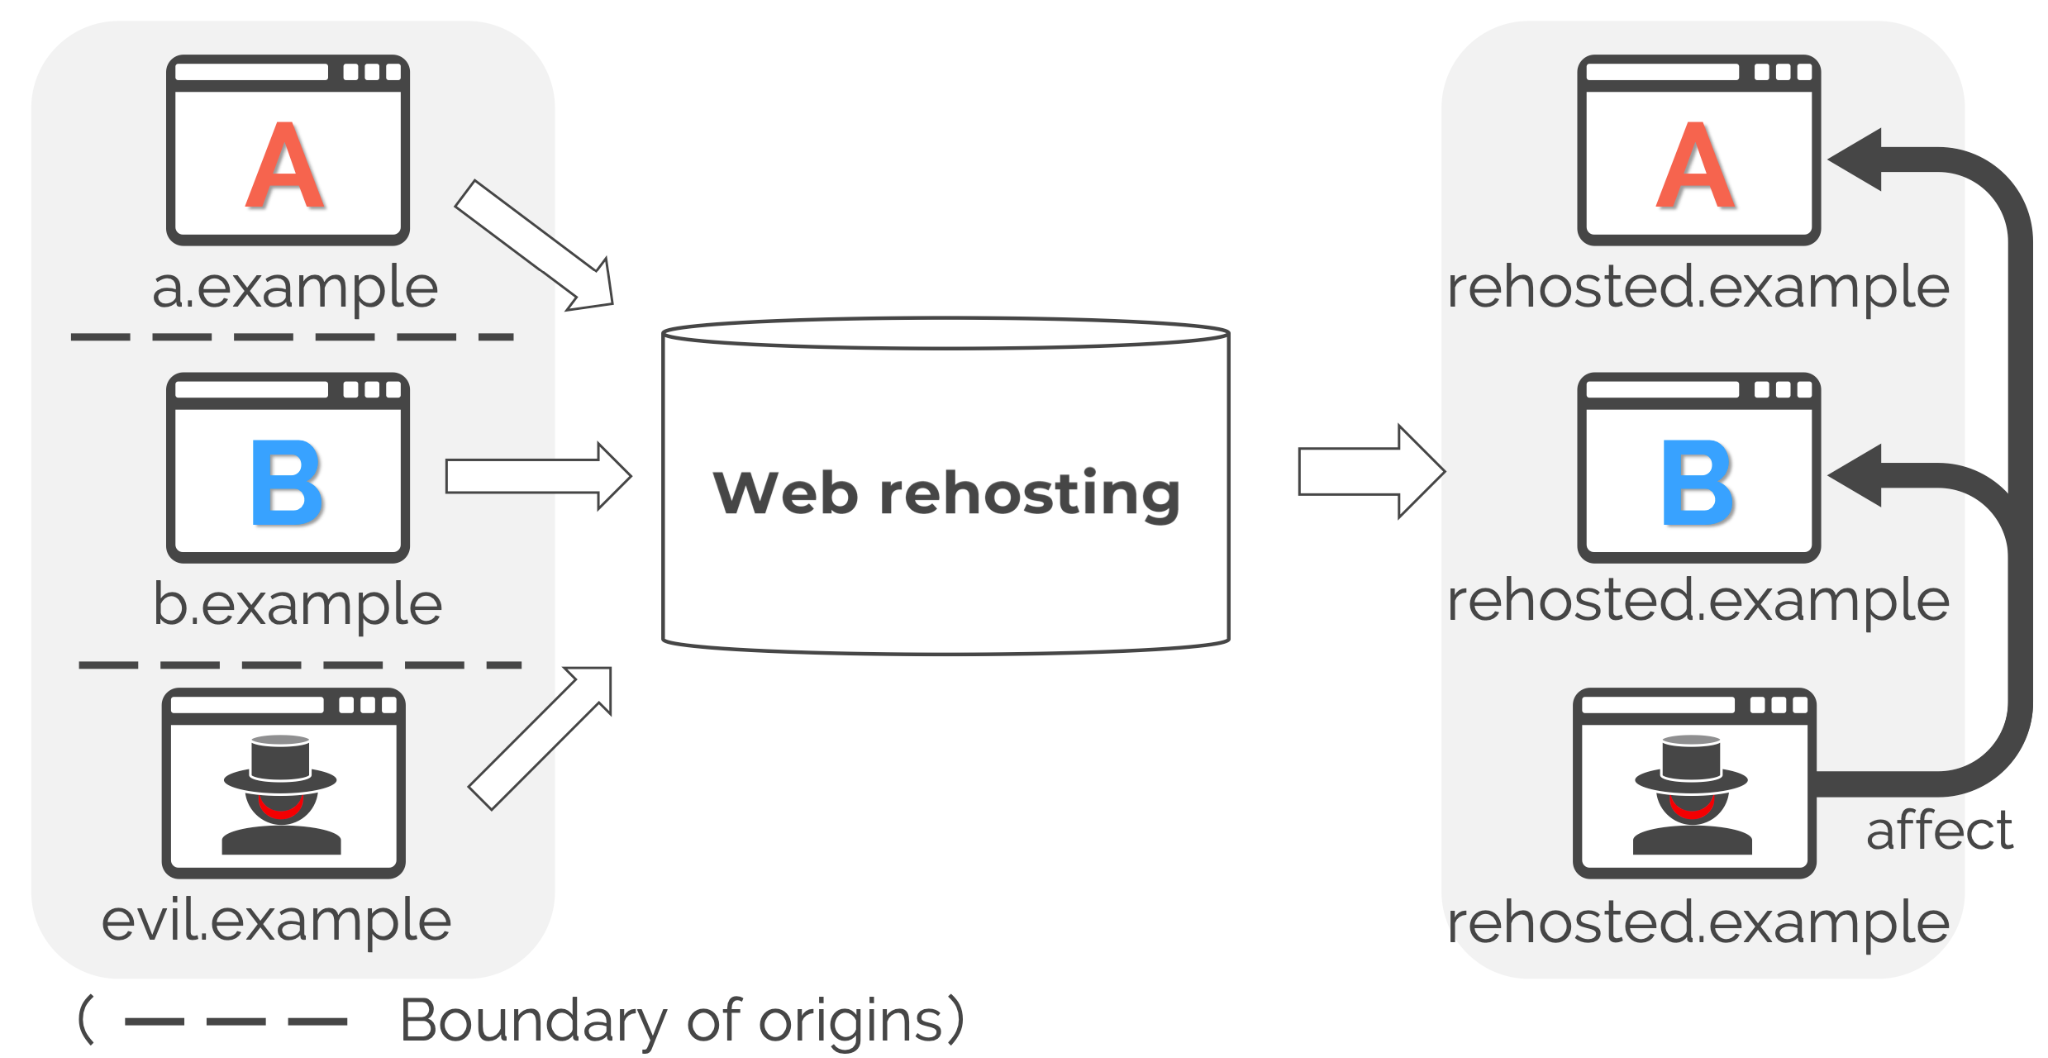 A
a.example
B
b.example
evil.example
Web rehosting
A
rehosted.example
B
rehosted.example
affect
rehosted.example
( Boundary of origins)